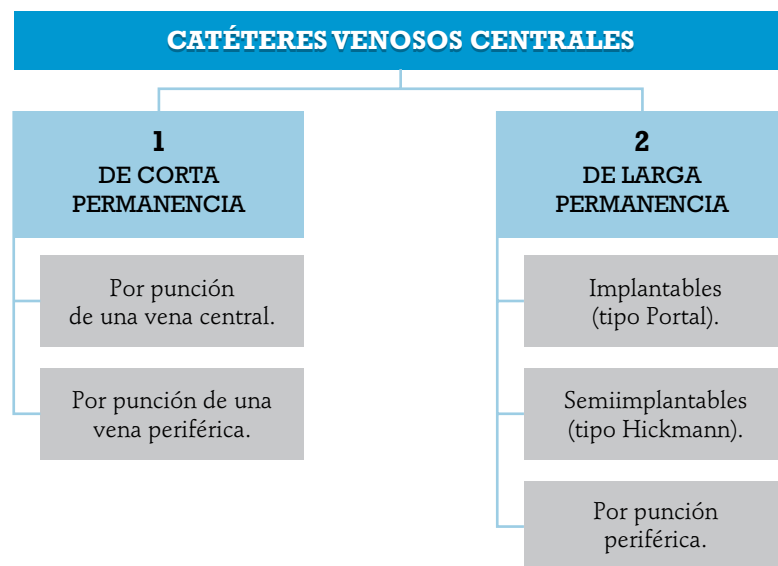 CATÉTERES VENOSOS CENTRALES
1
DE CORTA
PERMANENCIA
Por punción
de una vena central.
Por punción de una
vena periférica.
2
DE LARGA
PERMANENCIA
Implantables
(tipo Portal).
Semiimplantables
(tipo Hickmann).
Por punción
periférica.